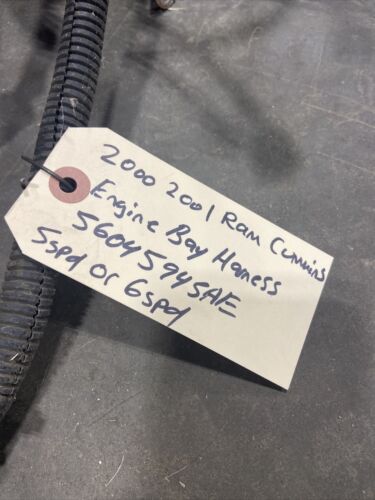 2000 2001 Ram Cummins
Engine Bay Harness
56045945AE
5spd or 6spd